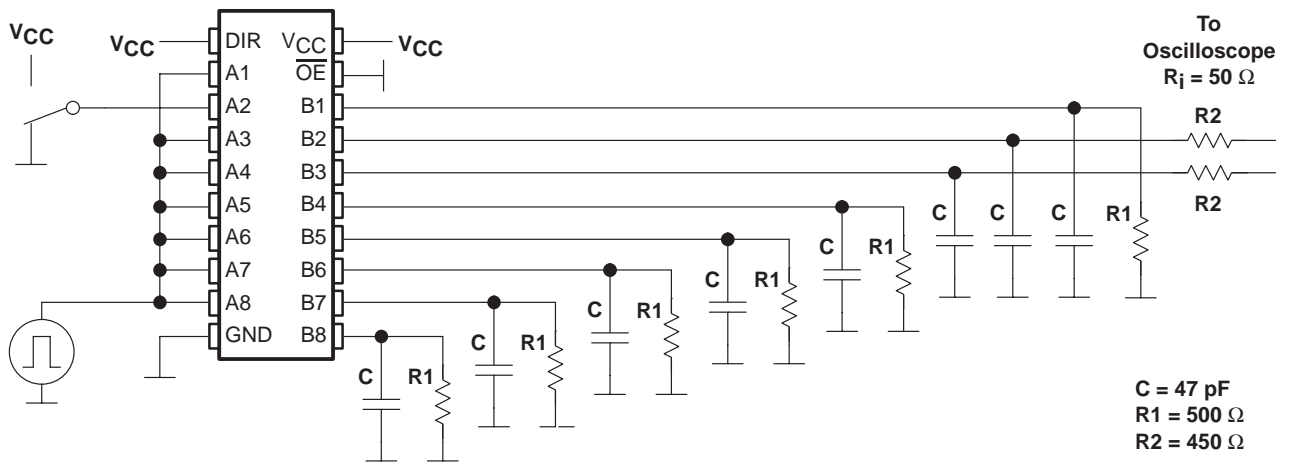 VCC
VCC
DIR
VCC
VCC
A1
OE
A2
B1
A3
B2
A4
B3
A5
B4
A6
B5
A7
B6
A8
B7
GND
B8
To
Oscilloscope
Ri = 50 Ω
R2
R2
C
C
C
R1
C
R1
C
R1
C
R1
C
R1
C
R1
C = 47 pF
R1 = 500 Ω
R2 = 450 Ω